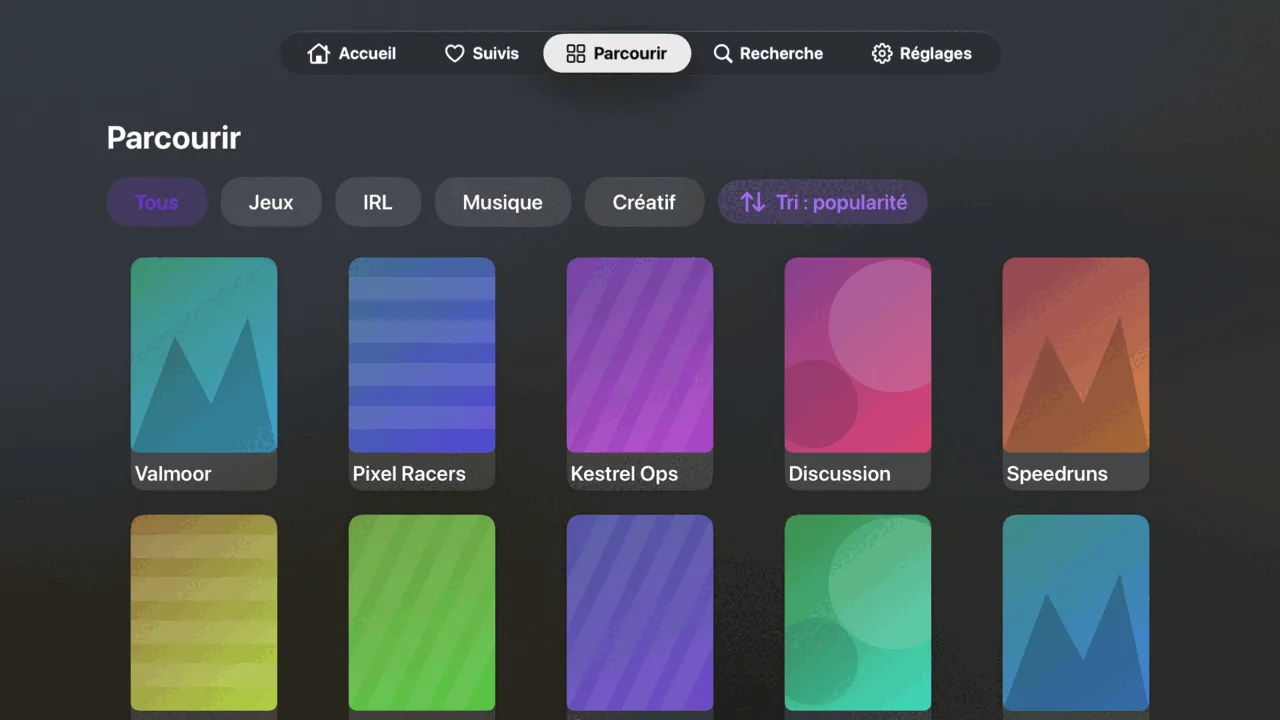 Accueil Suivis Parcourir Recherche Réglages
Parcourir
Tous Jeux IRL Musique Créatif Tri : popularité
Valmoor Pixel Racers Kestrel Ops Discussion Speedruns